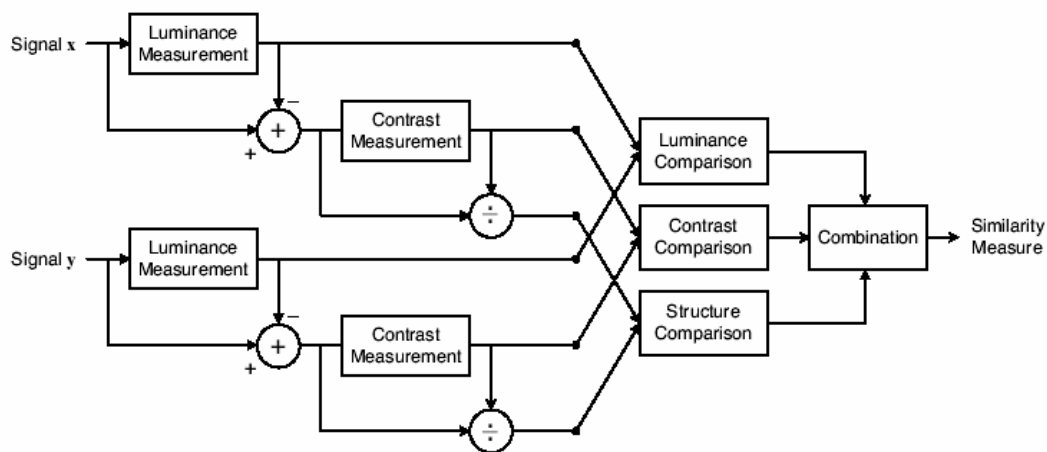 Signal x
Luminance
Measurement
−
+
+
Contrast
Measurement
÷
Signal y
Luminance
Measurement
−
+
+
Contrast
Measurement
÷
Luminance
Comparison
Contrast
Comparison
Structure
Comparison
Combination
Similarity
Measure